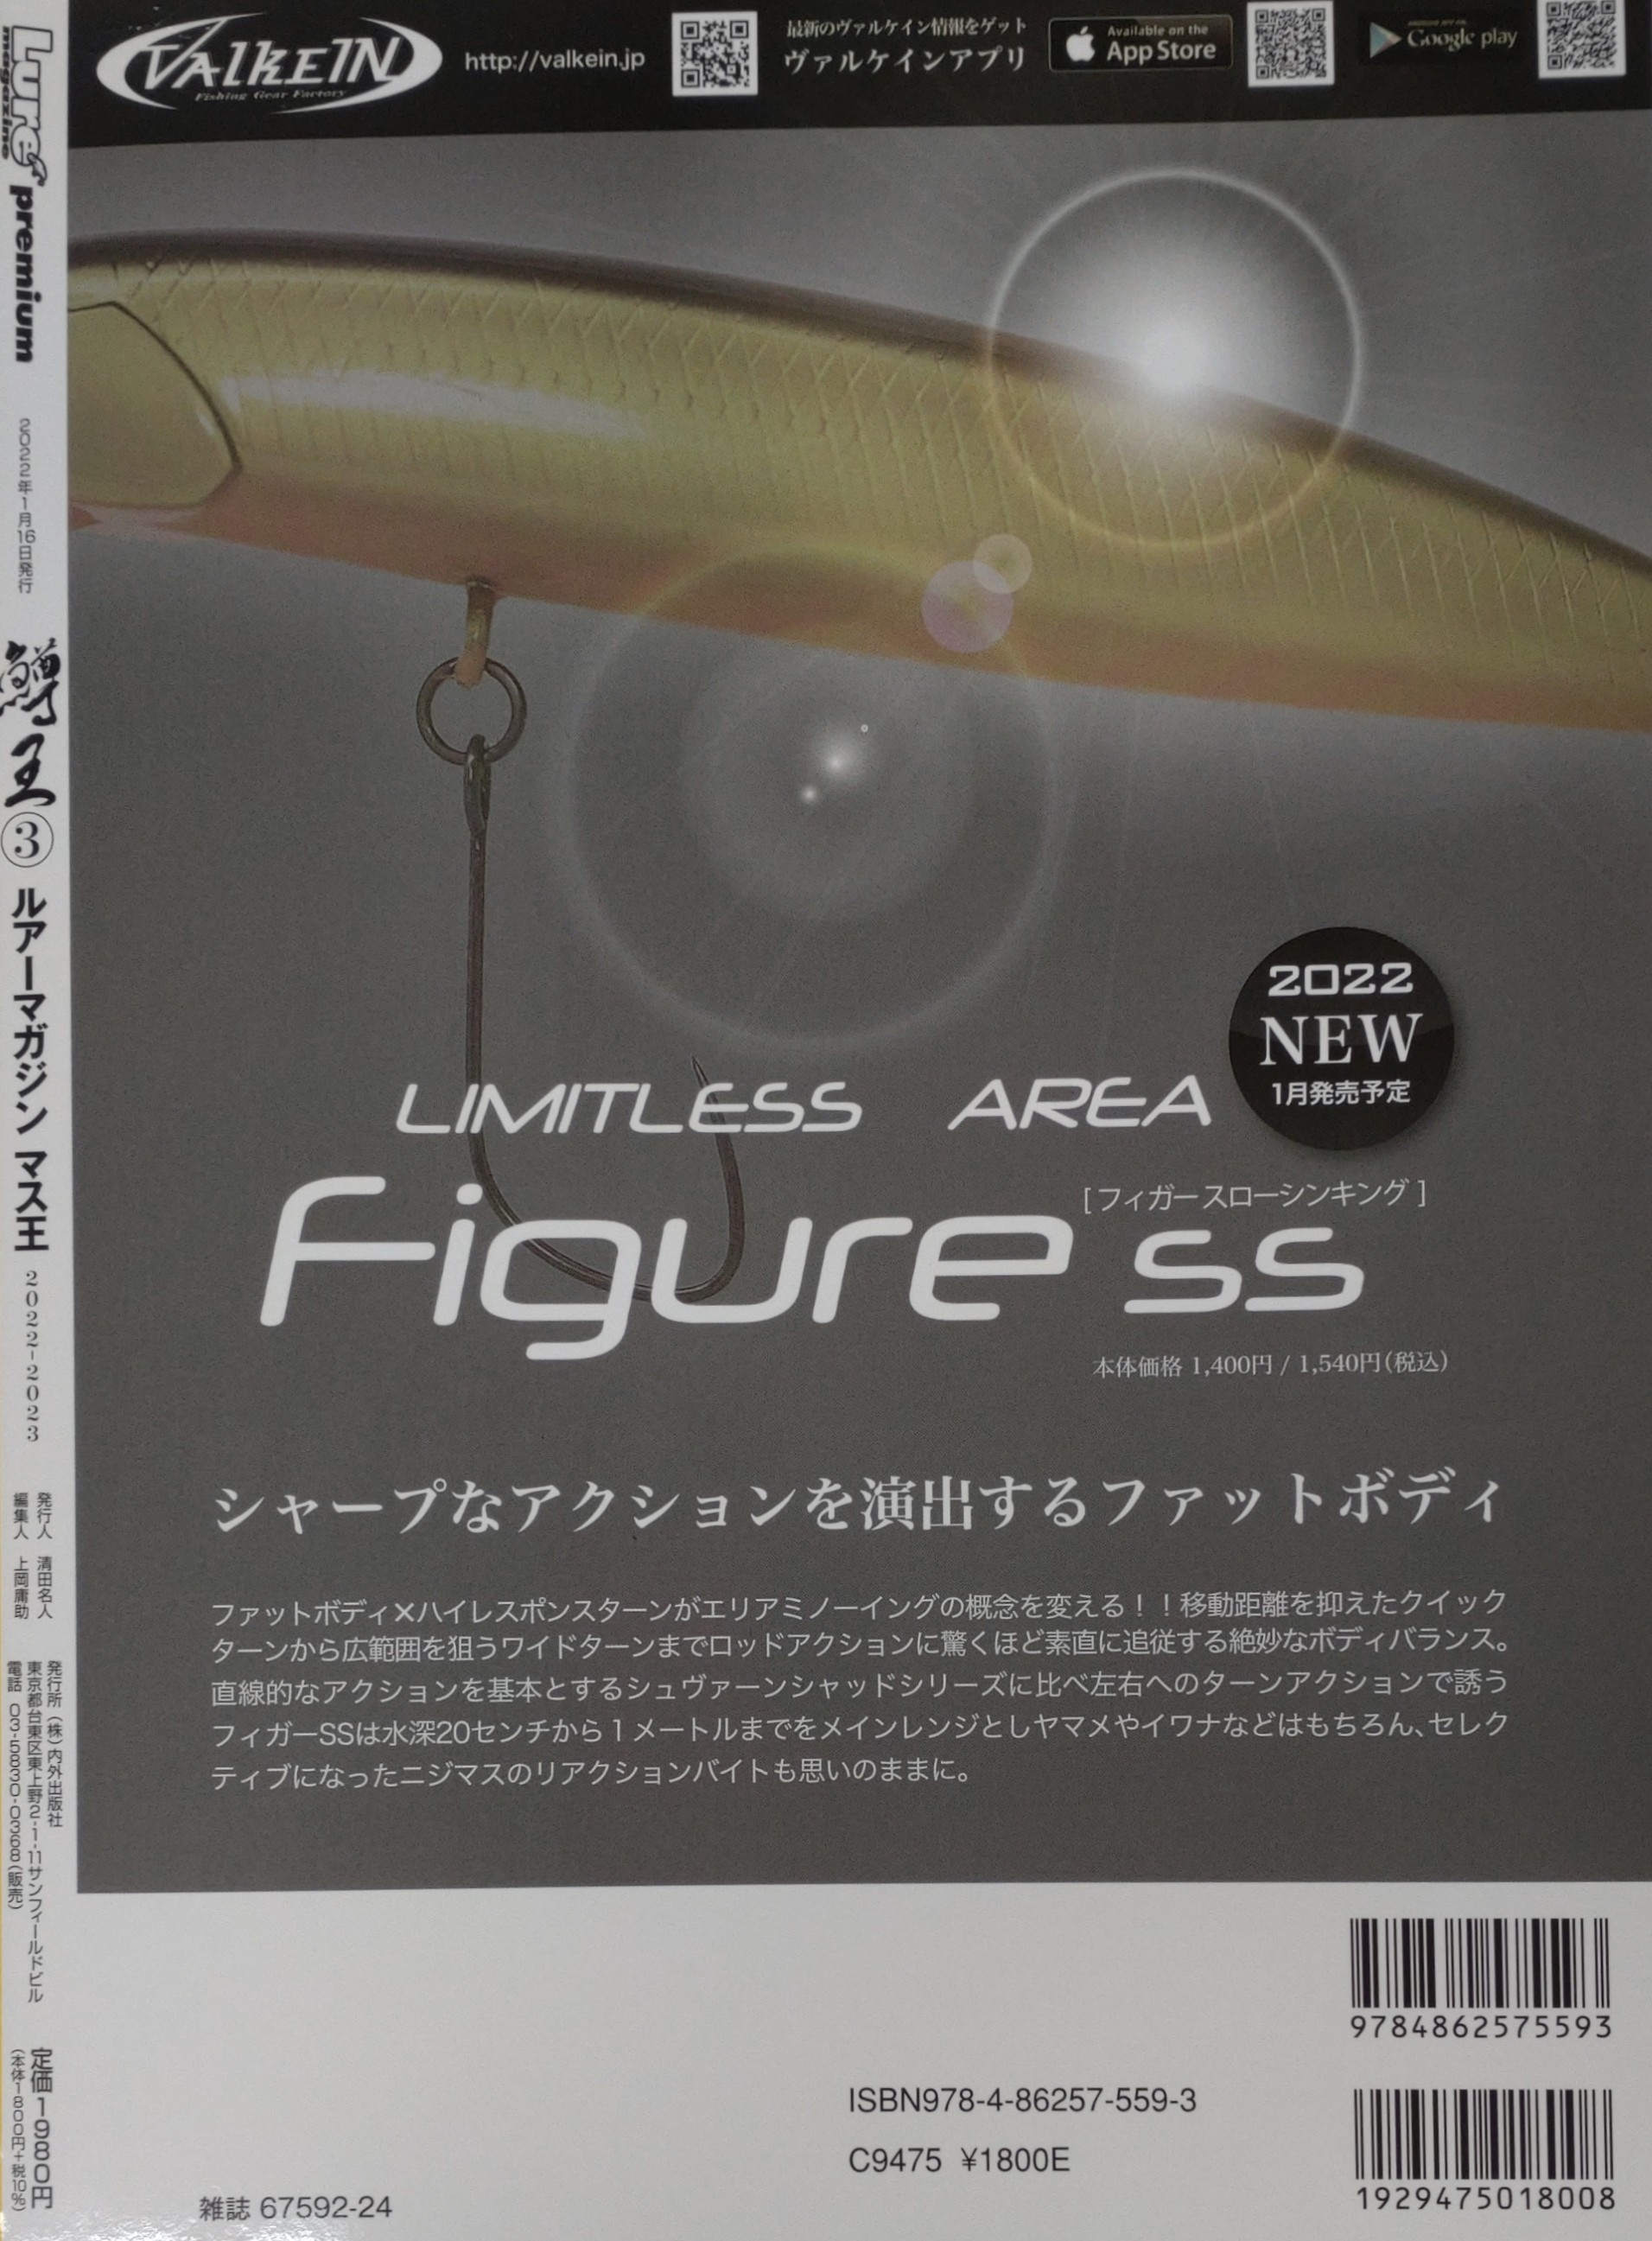 VALKEIN
Fishing Gear Factory
http://valkein.jp
最新のヴァルケイン情報をゲット
ヴァルケインアプリ
Available on the
App Store
ANDROID APP ON
Google play
2022
NEW
1月発売予定
LIMITLESS AREA
[フィガースローシンキング]
Figure ss
本体価格 1,400円 / 1,540円(税込)
シャープなアクションを演出するファットボディ
ファットボディ×ハイレスポンスターンがエリアミノーイングの概念を変える!!移動距離を抑えたクイック
ターンから広範囲を狙うワイドターンまでロッドアクションに驚くほど素直に追従する絶妙なボディバランス。
直線的なアクションを基本とするシュヴァーンシャッドシリーズに比べ左右へのターンアクションで誘う
フィガーSSは水深20センチから1メートルまでをメインレンジとしヤマメやイワナなどはもちろん、セレク
ティブになったニジマスのリアクションバイトも思いのままに。
9784862575593
ISBN978-4-86257-559-3
C9475 ¥1800E
1929475018008
雑誌 67592-24
Lure magazine premium
2022年1月16日発行
鱒王③
ルアーマガジン マス王
2022-2023
発行人 清田名人
編集人 上岡庸助
発行所 (株)内外出版社
東京都台東区東上野2-1-11サンフィールドビル
電話 03-5830-0368(販売)
定価1980円
(本体1800円+税10%)